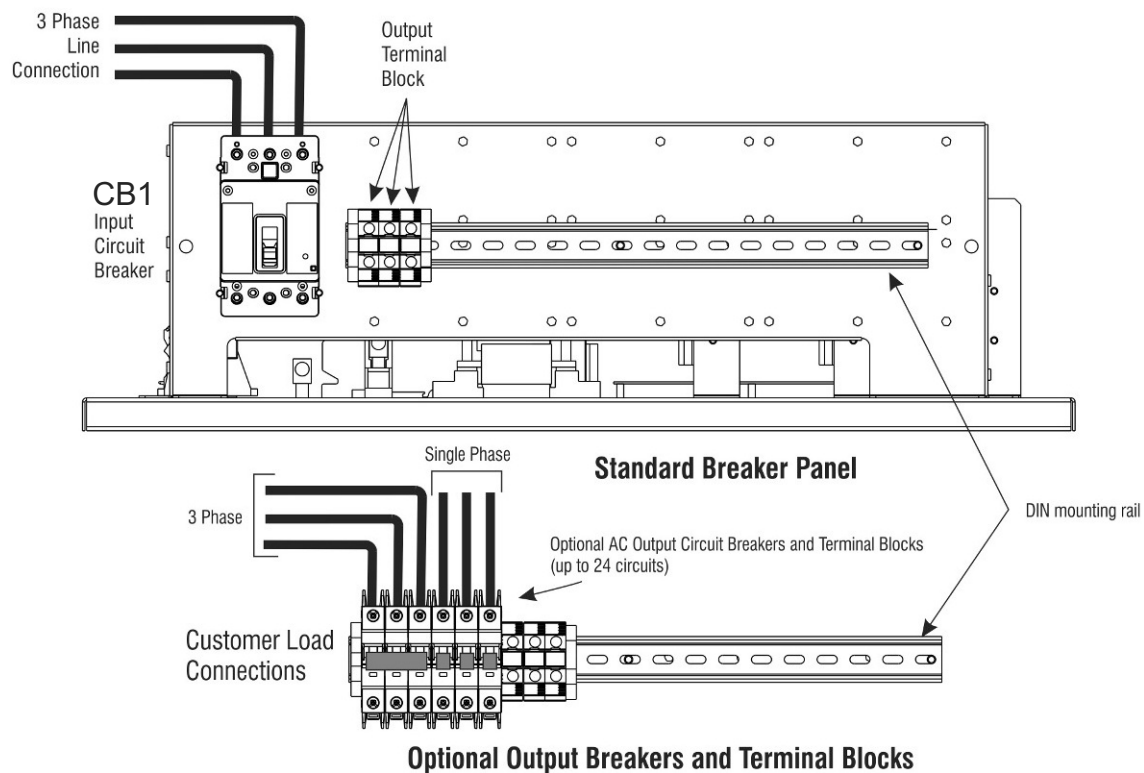 3 Phase
Line
Connection
Output
Terminal
Block
CB1
Input
Circuit
Breaker
Standard Breaker Panel
DIN mounting rail
Single Phase
3 Phase
Optional AC Output Circuit Breakers and Terminal Blocks
(up to 24 circuits)
Customer Load
Connections
Optional Output Breakers and Terminal Blocks